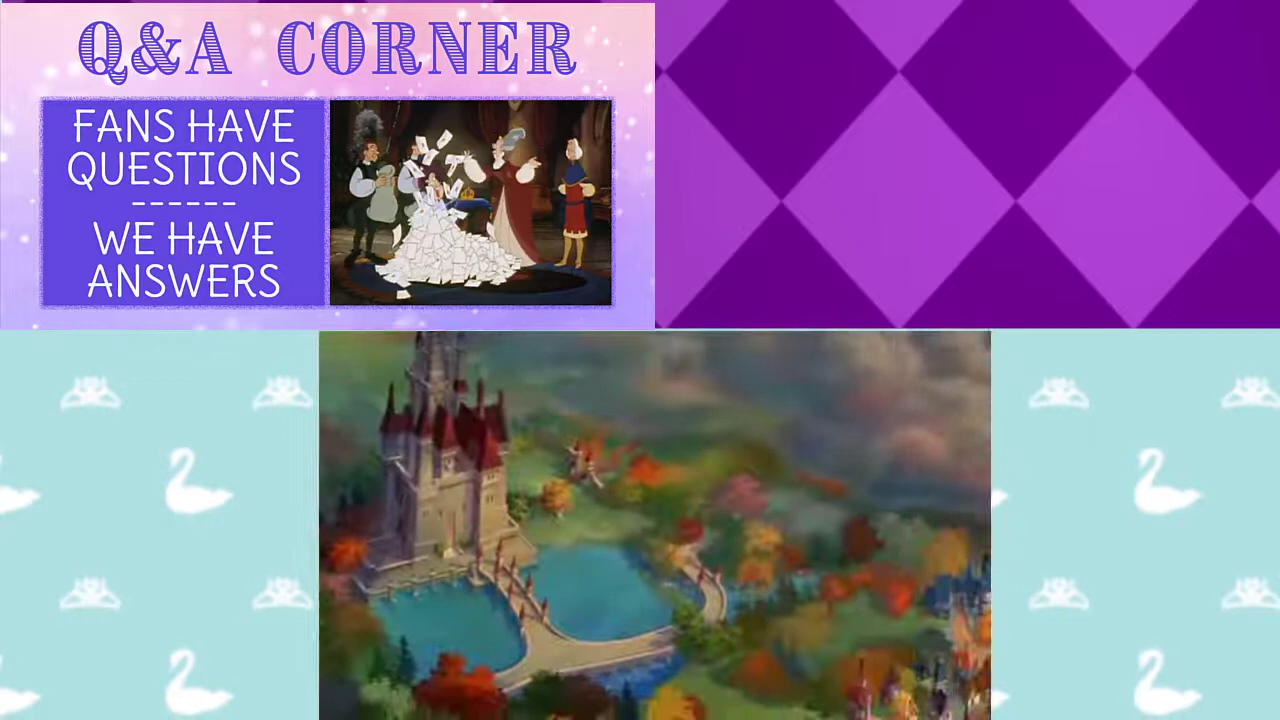 Q&A CORNER
FANS HAVE
QUESTIONS
------
WE HAVE
ANSWERS